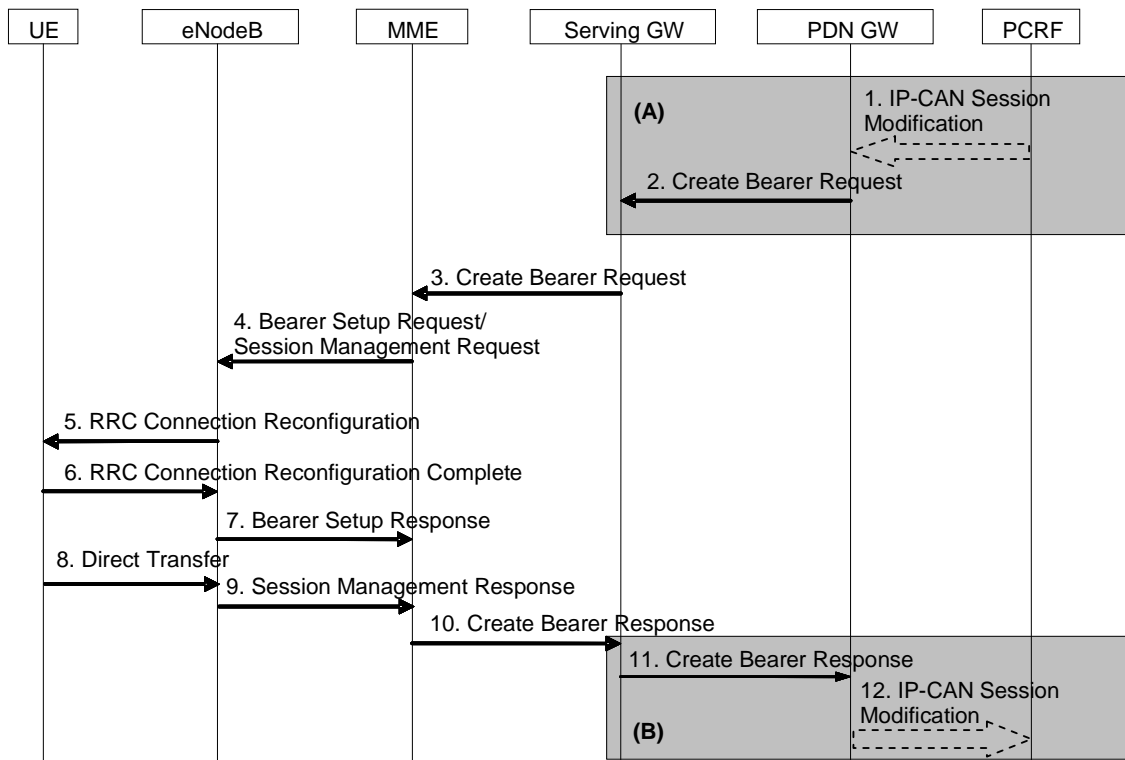 UE eNodeB MME Serving GW PDN GW PCRF
(A)
1. IP-CAN Session
Modification
2. Create Bearer Request
3. Create Bearer Request
4. Bearer Setup Request/
Session Management Request
5. RRC Connection Reconfiguration
6. RRC Connection Reconfiguration Complete
7. Bearer Setup Response
8. Direct Transfer
9. Session Management Response
10. Create Bearer Response
11. Create Bearer Response
12. IP-CAN Session
Modification
(B)